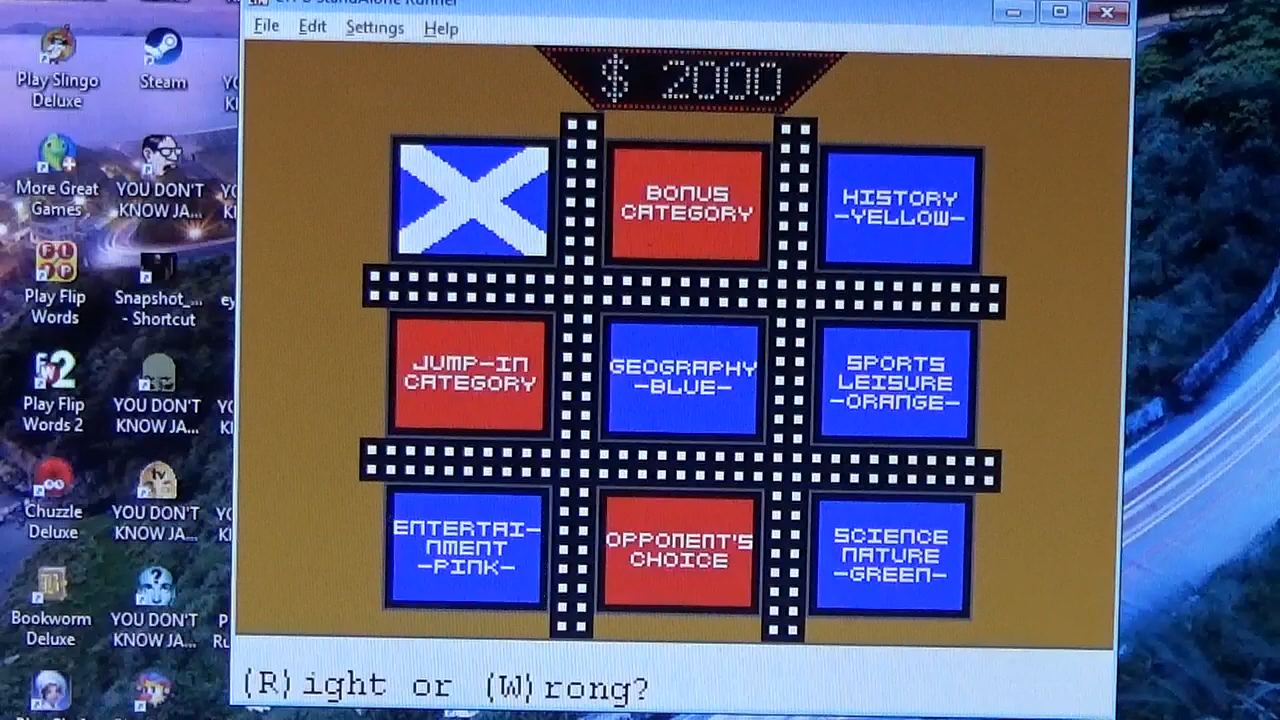 File Edit Settings Help
$ 2000
BONUS
CATEGORY
HISTORY
-YELLOW-
JUMP-IN
CATEGORY
GEOGRAPHY
-BLUE-
SPORTS
LEISURE
-ORANGE-
ENTERTAI-
NMENT
-PINK-
OPPONENT'S
CHOICE
SCIENCE
NATURE
-GREEN-
(R)ight or (W)rong?
Play Slingo
Deluxe
Steam
More Great
Games
YOU DON'T
KNOW JA...
Play Flip
Words
Snapshot_...
- Shortcut
Play Flip
Words 2
YOU DON'T
KNOW JA...
Chuzzle
Deluxe
YOU DON'T
KNOW JA...
Bookworm
Deluxe
YOU DON'T
KNOW JA...